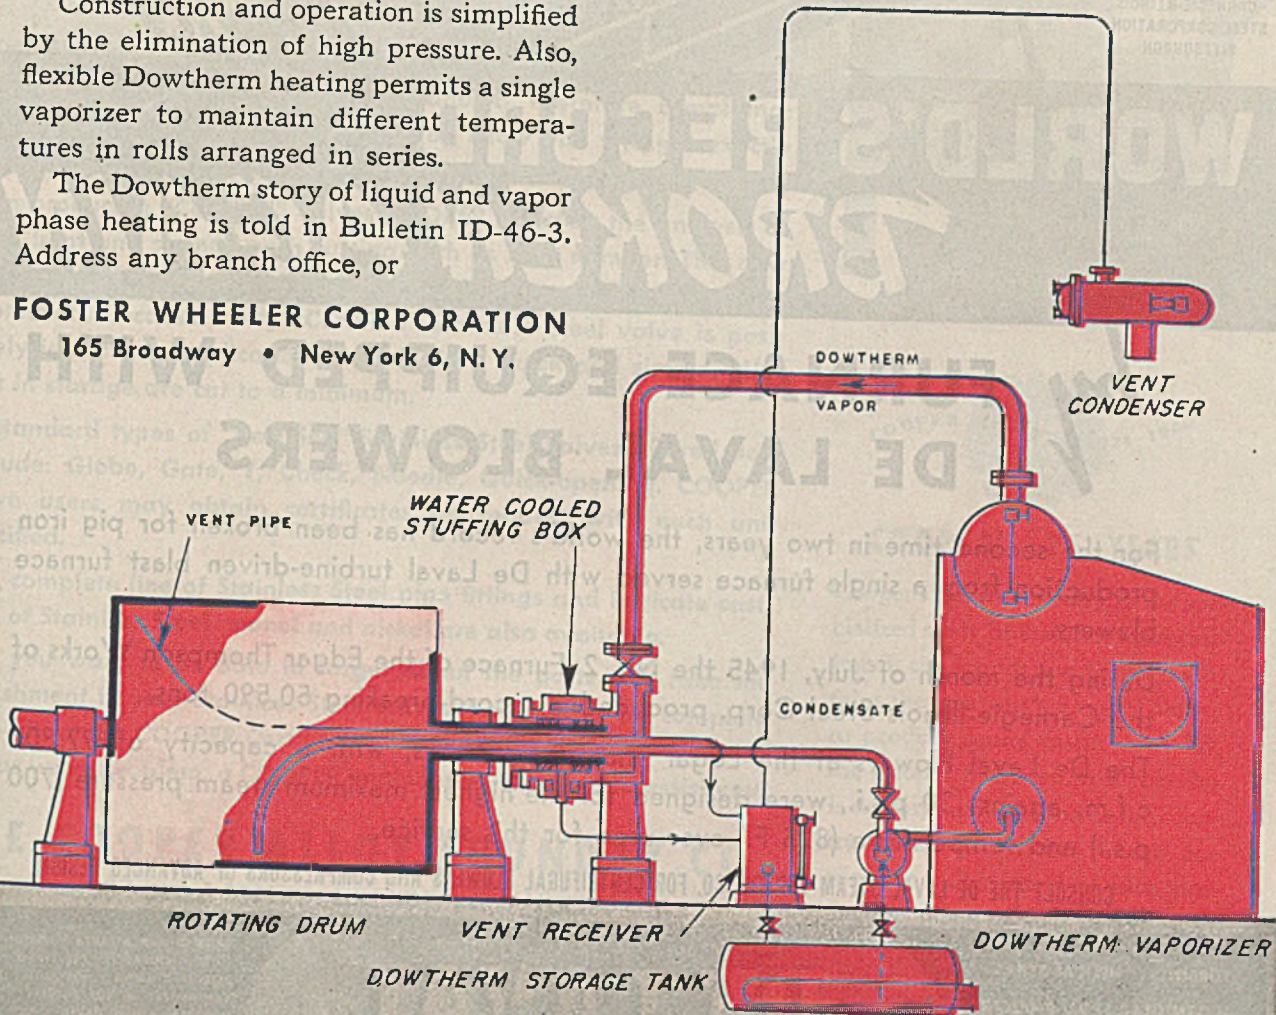 Construction and operation is simplified
by the elimination of high pressure. Also,
flexible Dowtherm heating permits a single
vaporizer to maintain different tempera-
tures in rolls arranged in series.
The Dowtherm story of liquid and vapor
phase heating is told in Bulletin ID-46-3.
Address any branch office, or
FOSTER WHEELER CORPORATION
165 Broadway • New York 6, N.Y.
DOWTHERM
VAPOR
VENT
CONDENSER
WATER COOLED
STUFFING BOX
VENT PIPE
CONDENSATE
ROTATING DRUM
VENT RECEIVER
DOWTHERM VAPORIZER
DOWTHERM STORAGE TANK